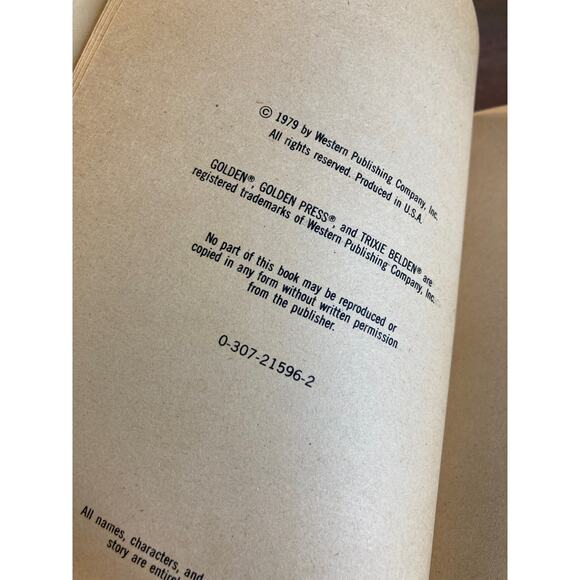 © 1979 by Western Publishing Company, Inc.
All rights reserved. Produced in U.S.A.
GOLDEN®, GOLDEN PRESS®, and TRIXIE BELDEN® are
registered trademarks of Western Publishing Company, Inc.
No part of this book may be reproduced or
copied in any form without written permission
from the publisher.
0-307-21596-2
All names, characters, and
story are